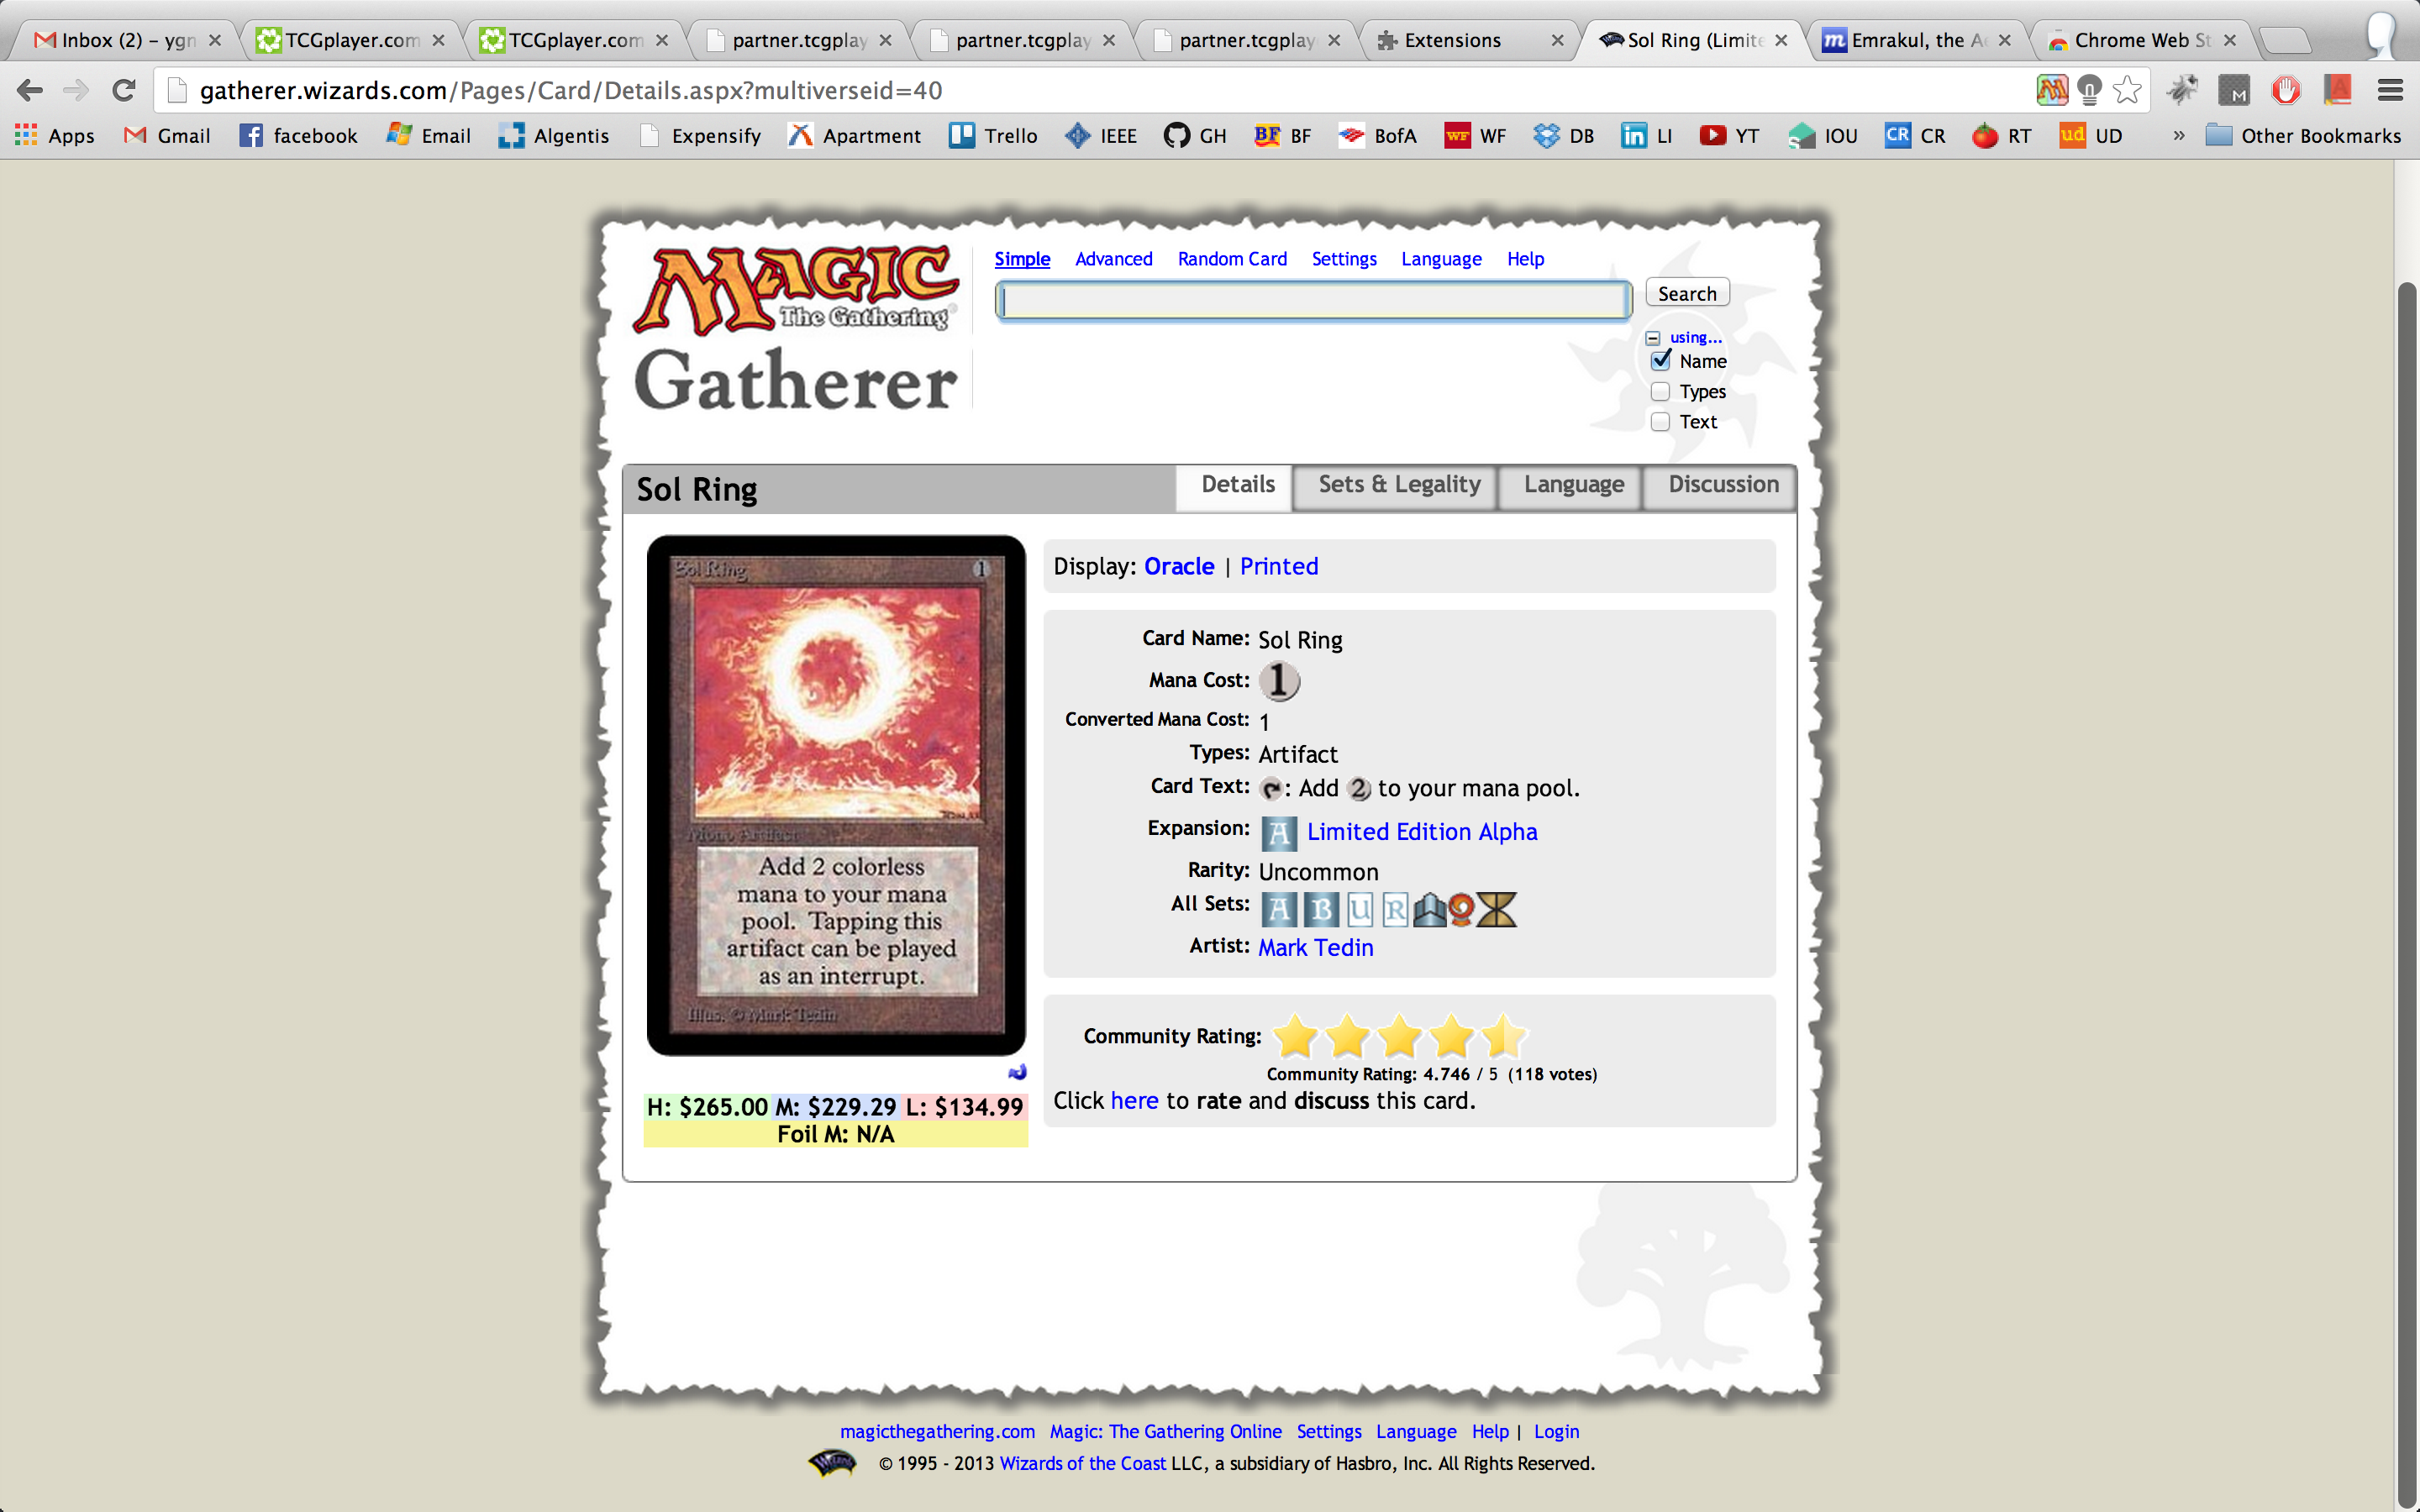 Inbox (2) – ygn
TCGplayer.com
TCGplayer.com
partner.tcgplay
partner.tcgplay
partner.tcgplay
Extensions
Sol Ring (Limite
Emrakul, the Ae
Chrome Web St
gatherer.wizards.com/Pages/Card/Details.aspx?multiverseid=40
Apps Gmail facebook Email Algentis Expensify Apartment Trello IEEE GH BF BofA WF DB LI YT IOU CR RT UD » Other Bookmarks
MAGIC
The Gathering®
Gatherer
Simple Advanced Random Card Settings Language Help
Search
using...
Name
Types
Text
Sol Ring
Details Sets & Legality Language Discussion
Sol Ring 1
Mono Artifact
Add 2 colorless
mana to your mana
pool. Tapping this
artifact can be played
as an interrupt.
Illus. © Mark Tedin
H: $265.00 M: $229.29 L: $134.99
Foil M: N/A
Display: Oracle | Printed
Card Name: Sol Ring
Mana Cost: 1
Converted Mana Cost: 1
Types: Artifact
Card Text: : Add 2 to your mana pool.
Expansion: A Limited Edition Alpha
Rarity: Uncommon
All Sets: A B U R
Artist: Mark Tedin
Community Rating:
Community Rating: 4.746 / 5 (118 votes)
Click here to rate and discuss this card.
magicthegathering.com Magic: The Gathering Online Settings Language Help | Login
© 1995 - 2013 Wizards of the Coast LLC, a subsidiary of Hasbro, Inc. All Rights Reserved.